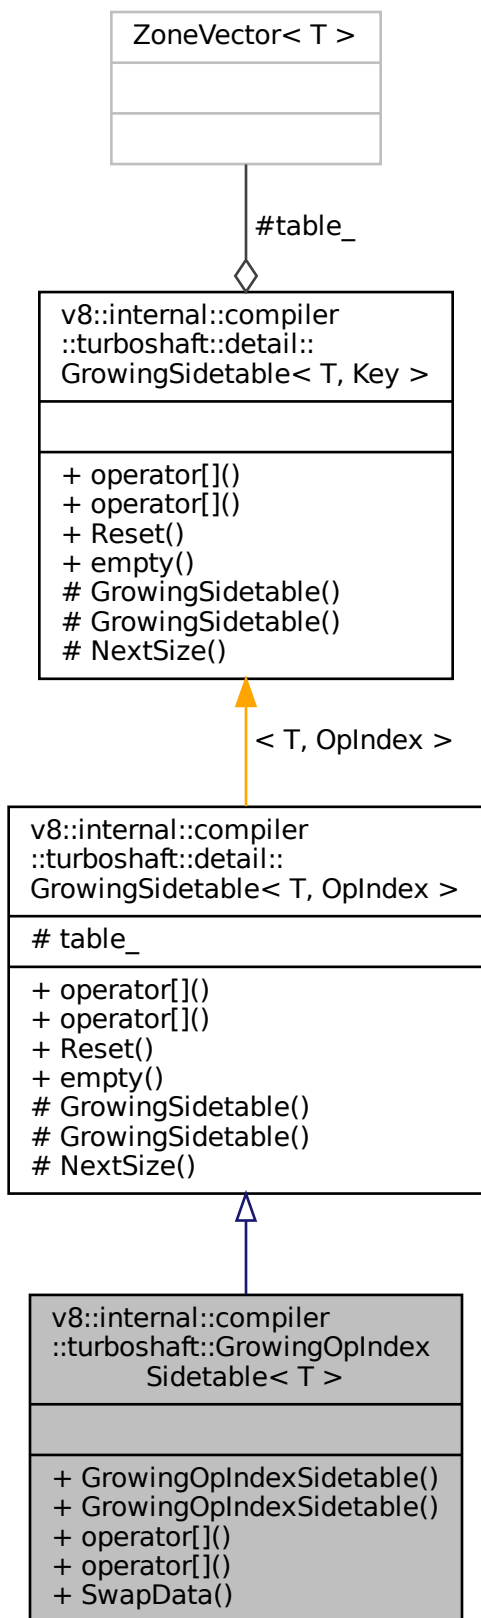 ZoneVector< T >
#table_
v8::internal::compiler
::turboshaft::detail::
GrowingSidetable< T, Key >
+ operator[]()
+ operator[]()
+ Reset()
+ empty()
# GrowingSidetable()
# GrowingSidetable()
# NextSize()
< T, OpIndex >
v8::internal::compiler
::turboshaft::detail::
GrowingSidetable< T, OpIndex >
# table_
+ operator[]()
+ operator[]()
+ Reset()
+ empty()
# GrowingSidetable()
# GrowingSidetable()
# NextSize()
v8::internal::compiler
::turboshaft::GrowingOpIndex
Sidetable< T >
+ GrowingOpIndexSidetable()
+ GrowingOpIndexSidetable()
+ operator[]()
+ operator[]()
+ SwapData()